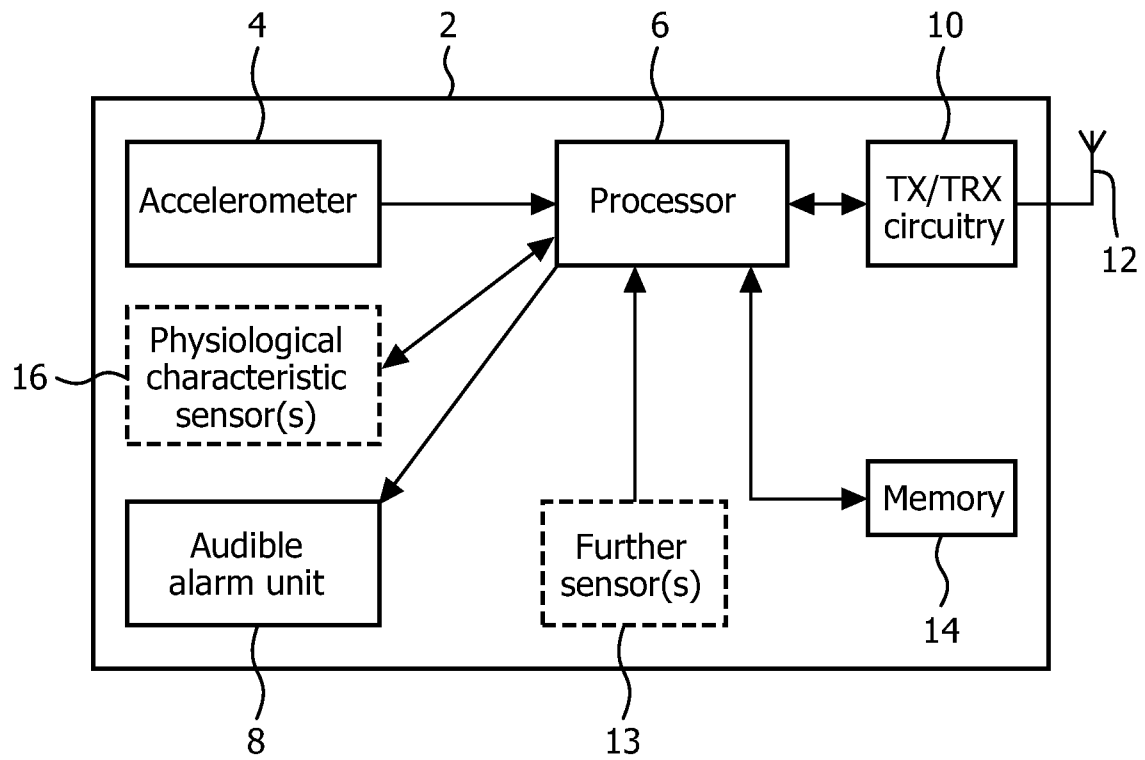 4
2
6
10
Accelerometer
Processor
TX/TRX
circuitry
12
Physiological
characteristic
sensor(s)
16
Memory
Audible
alarm unit
Further
sensor(s)
14
8
13